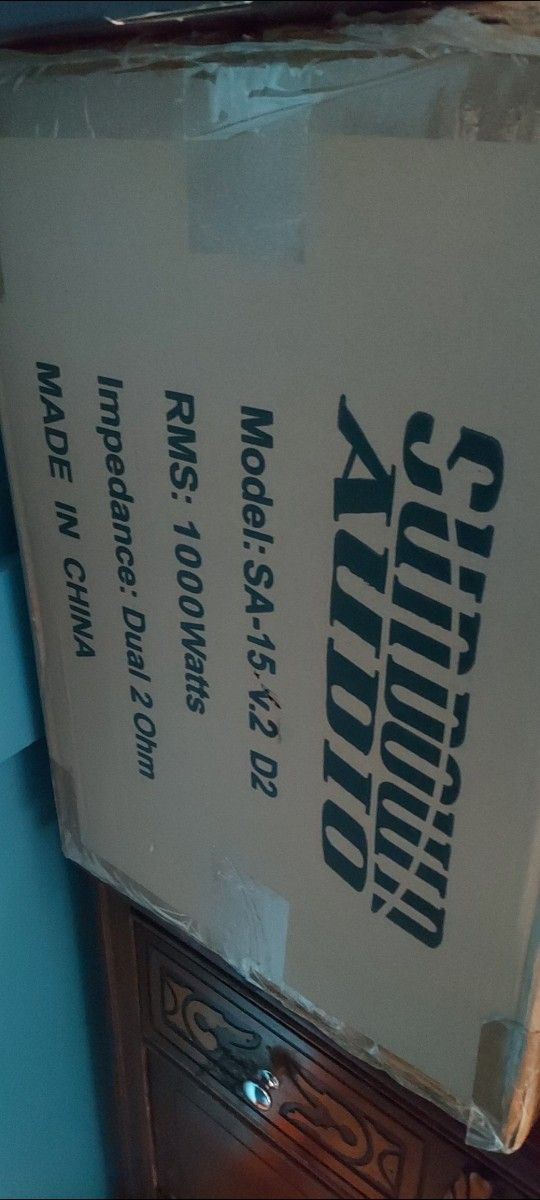 SUNDOWN
AUDIO
Model: SA-15 V.2 D2
RMS: 1000Watts
Impedance: Dual 2 Ohm
MADE IN CHINA